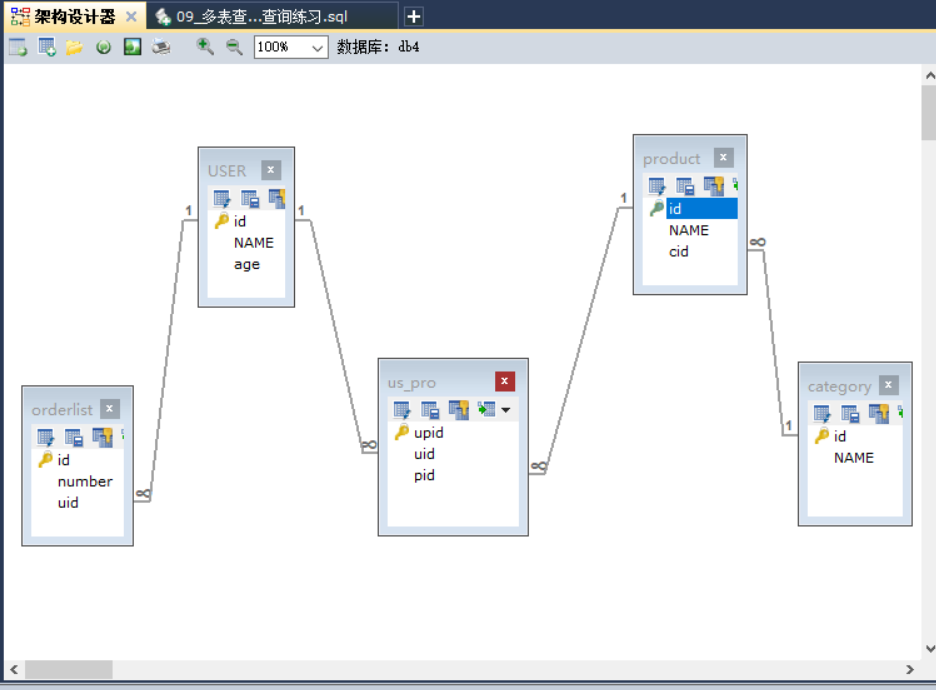 架构设计器
09_多表查...查询练习.sql
100%
数据库: db4
USER
id
NAME
age
1
1
product
id
NAME
cid
1
∞
orderlist
id
number
uid
∞
us_pro
upid
uid
pid
∞
∞
category
id
NAME
1